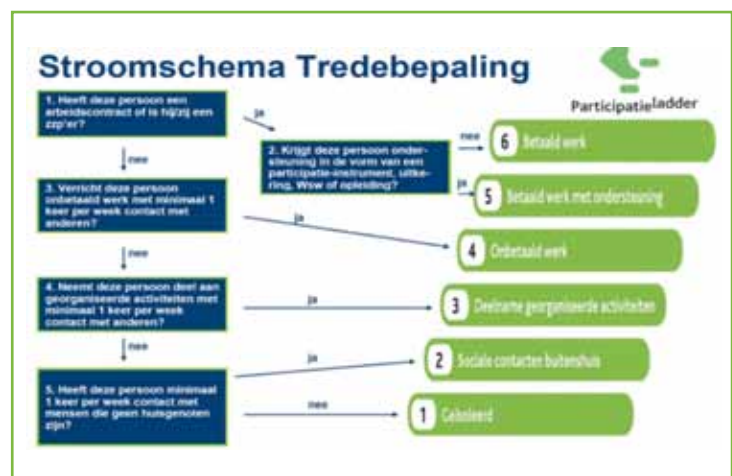 Stroomschema Tredebepaling
Participatieladder
1. Heeft deze persoon een
arbeidscontract of is hij/zij een
zzp'er?
ja
2. Krijgt deze persoon onder-
steuning in de vorm van een
participatie-instrument, uitke-
ring, Wsw of opleiding?
nee
6 Betaald werk
ja
5 Betaald werk met ondersteuning
nee
3. Verricht deze persoon
onbetaald werk met minimaal 1
keer per week contact met
anderen?
ja
4 Onbetaald werk
nee
4. Neemt deze persoon deel aan
georganiseerde activiteiten met
minimaal 1 keer per week
contact met anderen?
ja
3 Deelname georganiseerde activiteiten
nee
5. Heeft deze persoon minimaal
1 keer per week contact met
mensen die geen huisgenoten
zijn?
ja
2 Sociale contacten buitenshuis
nee
1 Geïsoleerd